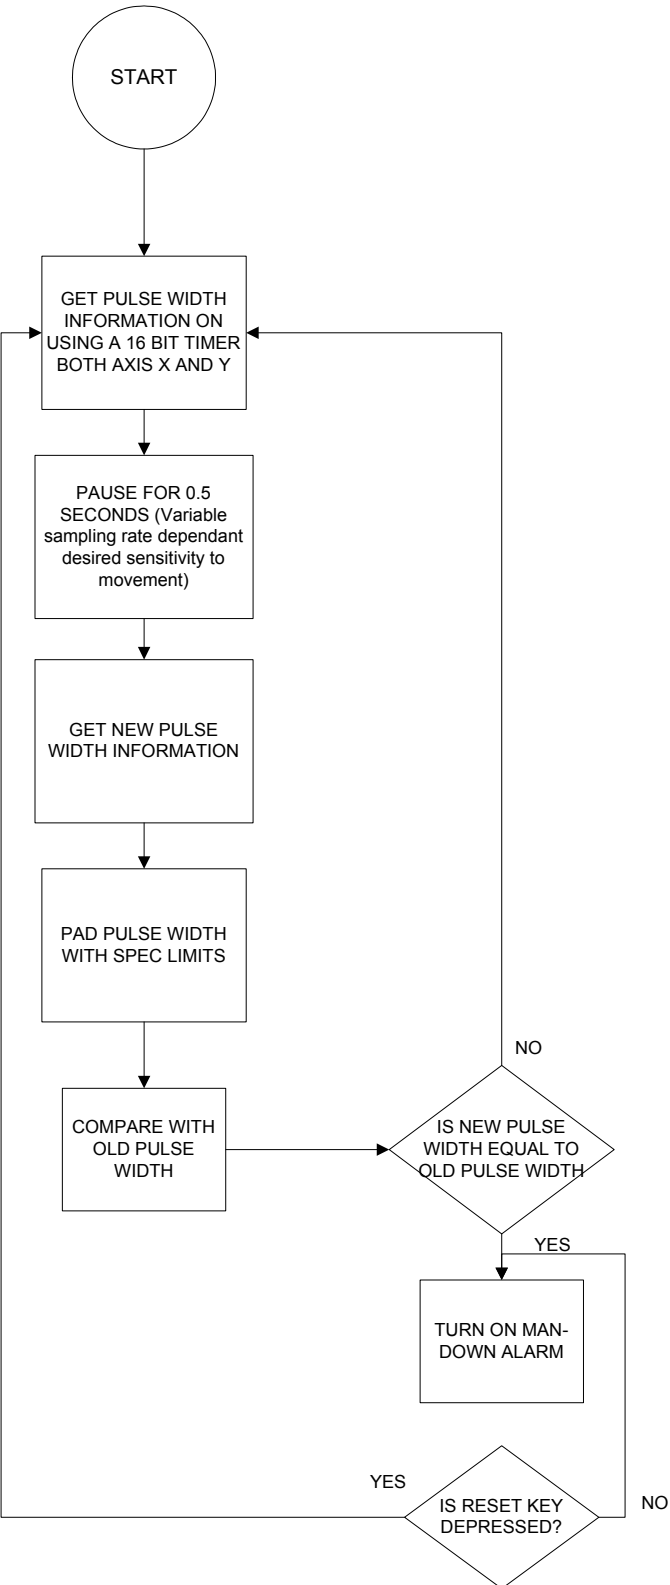 START
GET PULSE WIDTH
INFORMATION ON
USING A 16 BIT TIMER
BOTH AXIS X AND Y
PAUSE FOR 0.5
SECONDS (Variable
sampling rate dependant
desired sensitivity to
movement)
GET NEW PULSE
WIDTH INFORMATION
PAD PULSE WIDTH
WITH SPEC LIMITS
COMPARE WITH
OLD PULSE
WIDTH
NO
IS NEW PULSE
WIDTH EQUAL TO
OLD PULSE WIDTH
YES
TURN ON MAN-
DOWN ALARM
YES
IS RESET KEY
DEPRESSED?
NO